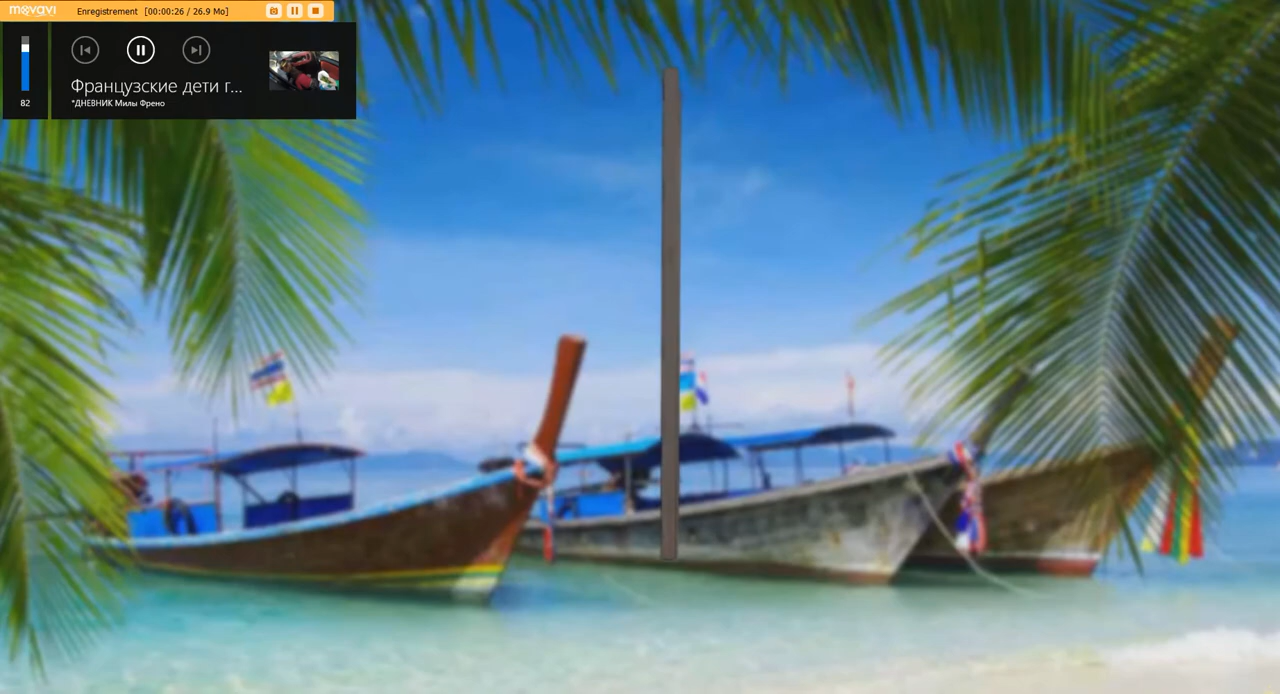 movavi Enregistrement [00:00:26 / 26.9 Mo]
82
Французские дети г...
*ДНЕВНИК Милы Френо